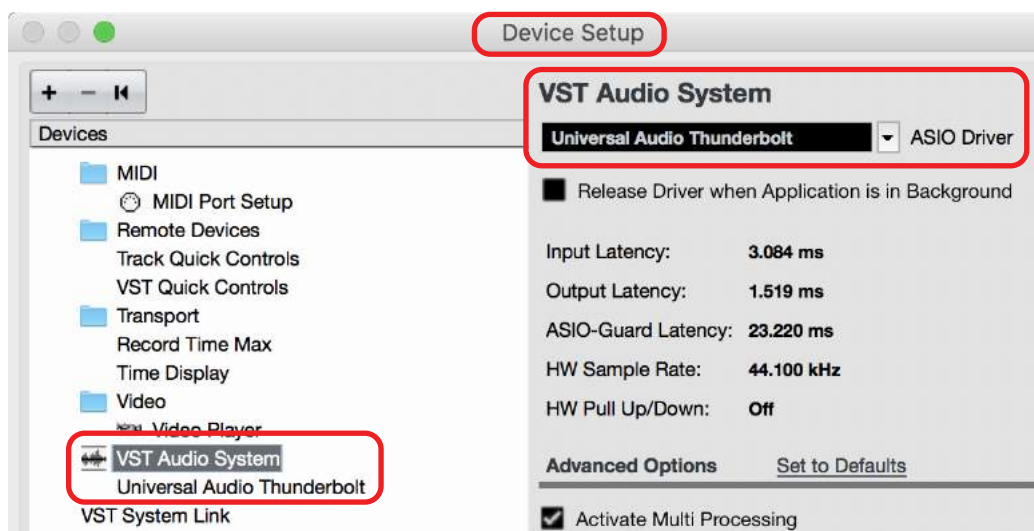 Device Setup
+ -
Devices
MIDI
MIDI Port Setup
Remote Devices
Track Quick Controls
VST Quick Controls
Transport
Record Time Max
Time Display
Video
Video Player
VST Audio System
Universal Audio Thunderbolt
VST System Link
VST Audio System
Universal Audio Thunderbolt ASIO Driver
Release Driver when Application is in Background
Input Latency: 3.084 ms
Output Latency: 1.519 ms
ASIO-Guard Latency: 23.220 ms
HW Sample Rate: 44.100 kHz
HW Pull Up/Down: Off
Advanced Options Set to Defaults
Activate Multi Processing